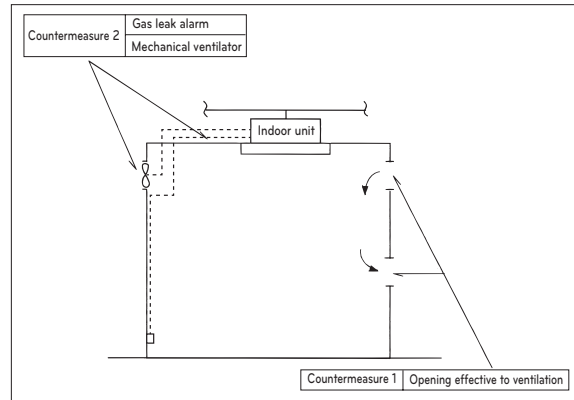 Countermeasure 2
Gas leak alarm
Mechanical ventilator
Indoor unit
Countermeasure 1
Opening effective to ventilation